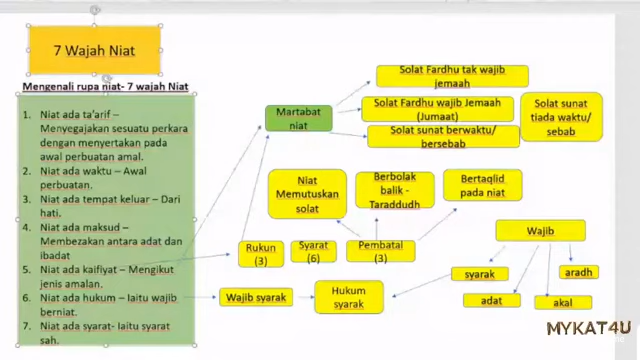 7 Wajah Niat
Mengenali rupa niat- 7 wajah Niat
1. Niat ada ta'arif –
Menyegajakan sesuatu perkara
dengan menyertakan pada
awal perbuatan amal.
2. Niat ada waktu – Awal
perbuatan.
3. Niat ada tempat keluar – Dari
hati.
4. Niat ada maksud –
Membezakan antara adat dan
ibadat
5. Niat ada kaifiyat – Mengikut
jenis amalan.
6. Niat ada hukum – Iaitu wajib
berniat.
7. Niat ada syarat- Iaitu syarat
sah.
Martabat
niat
Solat Fardhu tak wajib
jemaah
Solat Fardhu wajib Jemaah
(Jumaat)
Solat sunat berwaktu/
bersebab
Solat sunat
tiada waktu/
sebab
Niat
Memutuskan
solat
Berbolak
balik -
Taraddudh
Bertaqlid
pada niat
Rukun
(3)
Syarat
(6)
Pembatal
(3)
Wajib
syarak
adat
akal
aradh
Wajib syarak
Hukum
syarak
MYKAT4U